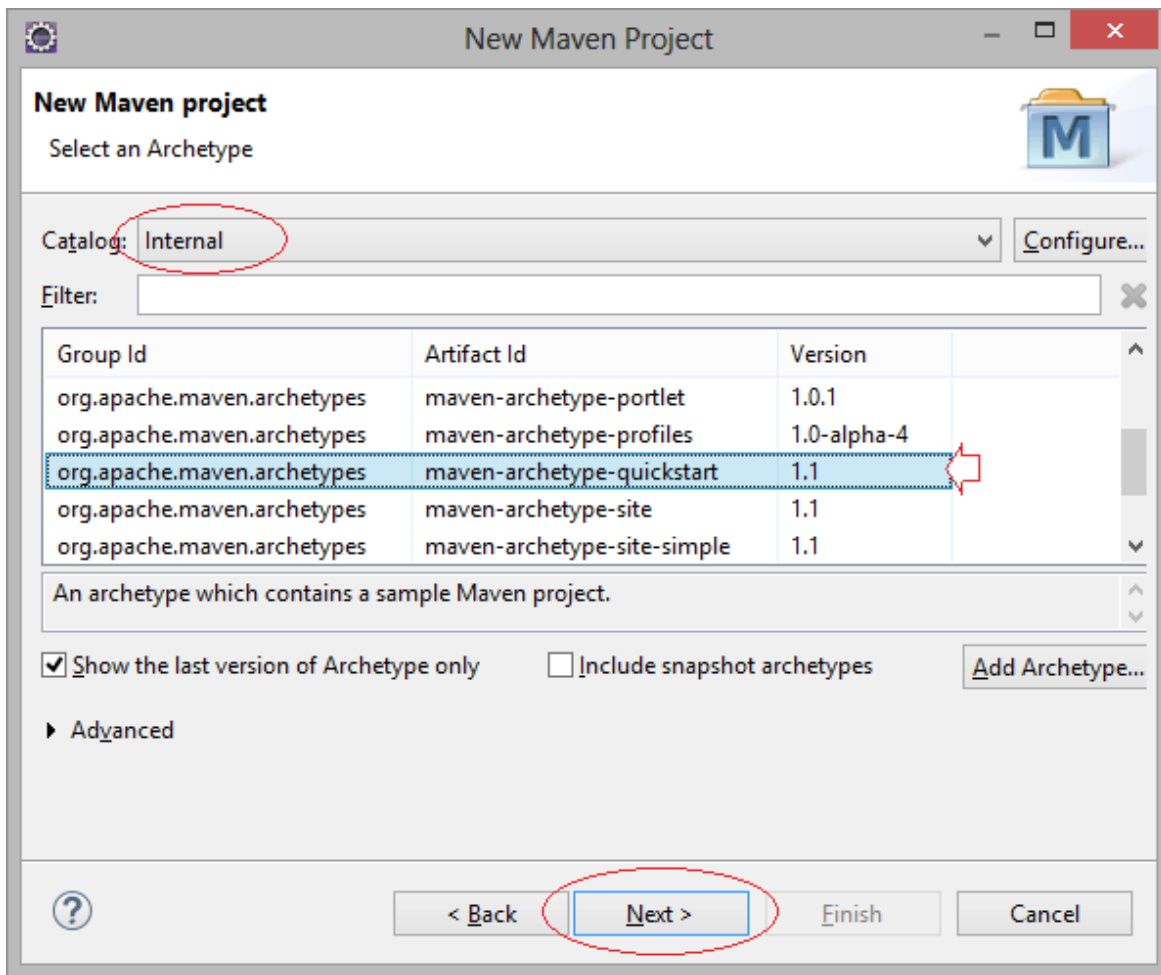 New Maven Project
New Maven project
Select an Archetype
M
Catalog: Internal Configure...
Filter:
Group Id Artifact Id Version
org.apache.maven.archetypes maven-archetype-portlet 1.0.1
org.apache.maven.archetypes maven-archetype-profiles 1.0-alpha-4
org.apache.maven.archetypes maven-archetype-quickstart 1.1
org.apache.maven.archetypes maven-archetype-site 1.1
org.apache.maven.archetypes maven-archetype-site-simple 1.1
An archetype which contains a sample Maven project.
Show the last version of Archetype only Include snapshot archetypes Add Archetype...
Advanced
? < Back Next > Finish Cancel